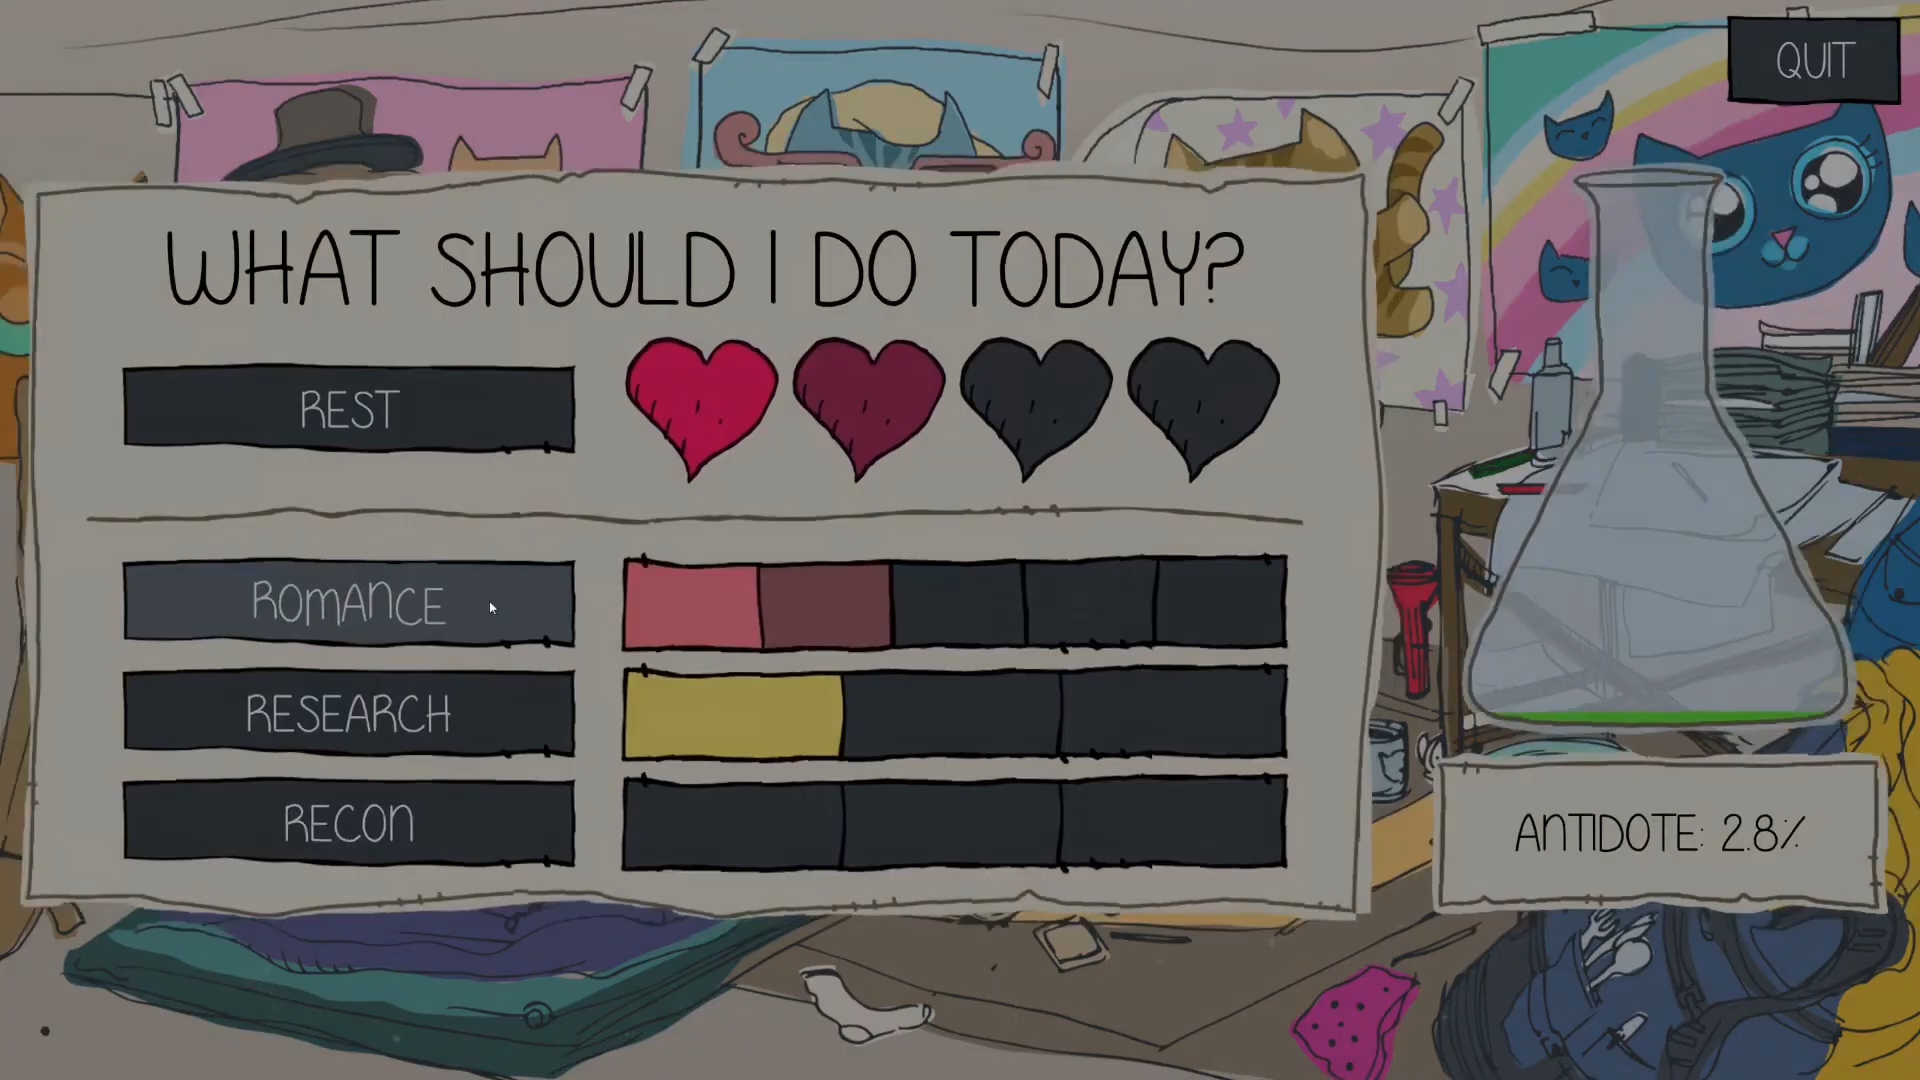 QUIT
WHAT SHOULD I DO TODAY?
REST
ROMANCE
RESEARCH
RECON
ANTIDOTE: 2.8%